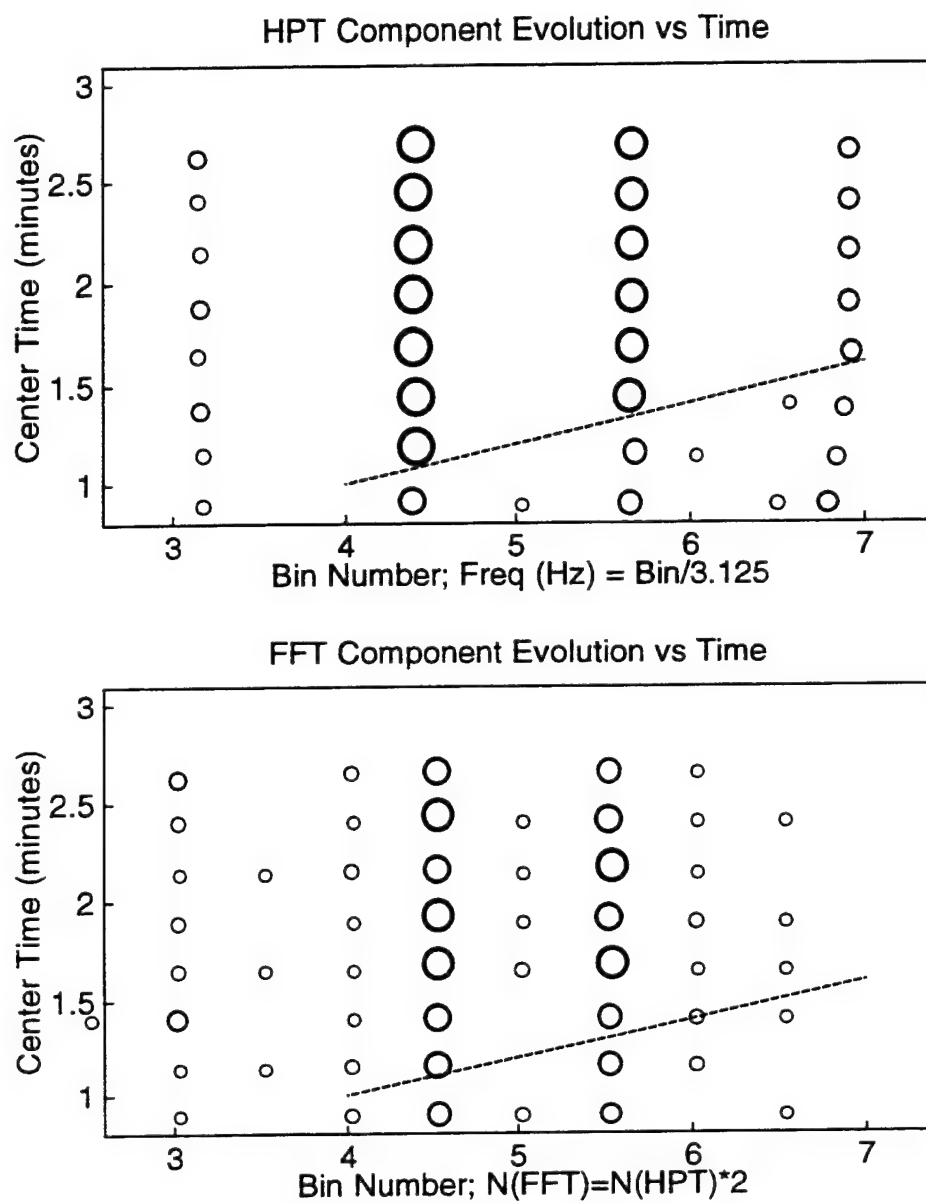 HPT Component Evolution vs Time
3
2.5
2
1.5
1
Center Time (minutes)
3 4 5 6 7
Bin Number; Freq (Hz) = Bin/3.125
FFT Component Evolution vs Time
3
2.5
2
1.5
1
Center Time (minutes)
3 4 5 6 7
Bin Number; N(FFT)=N(HPT)*2